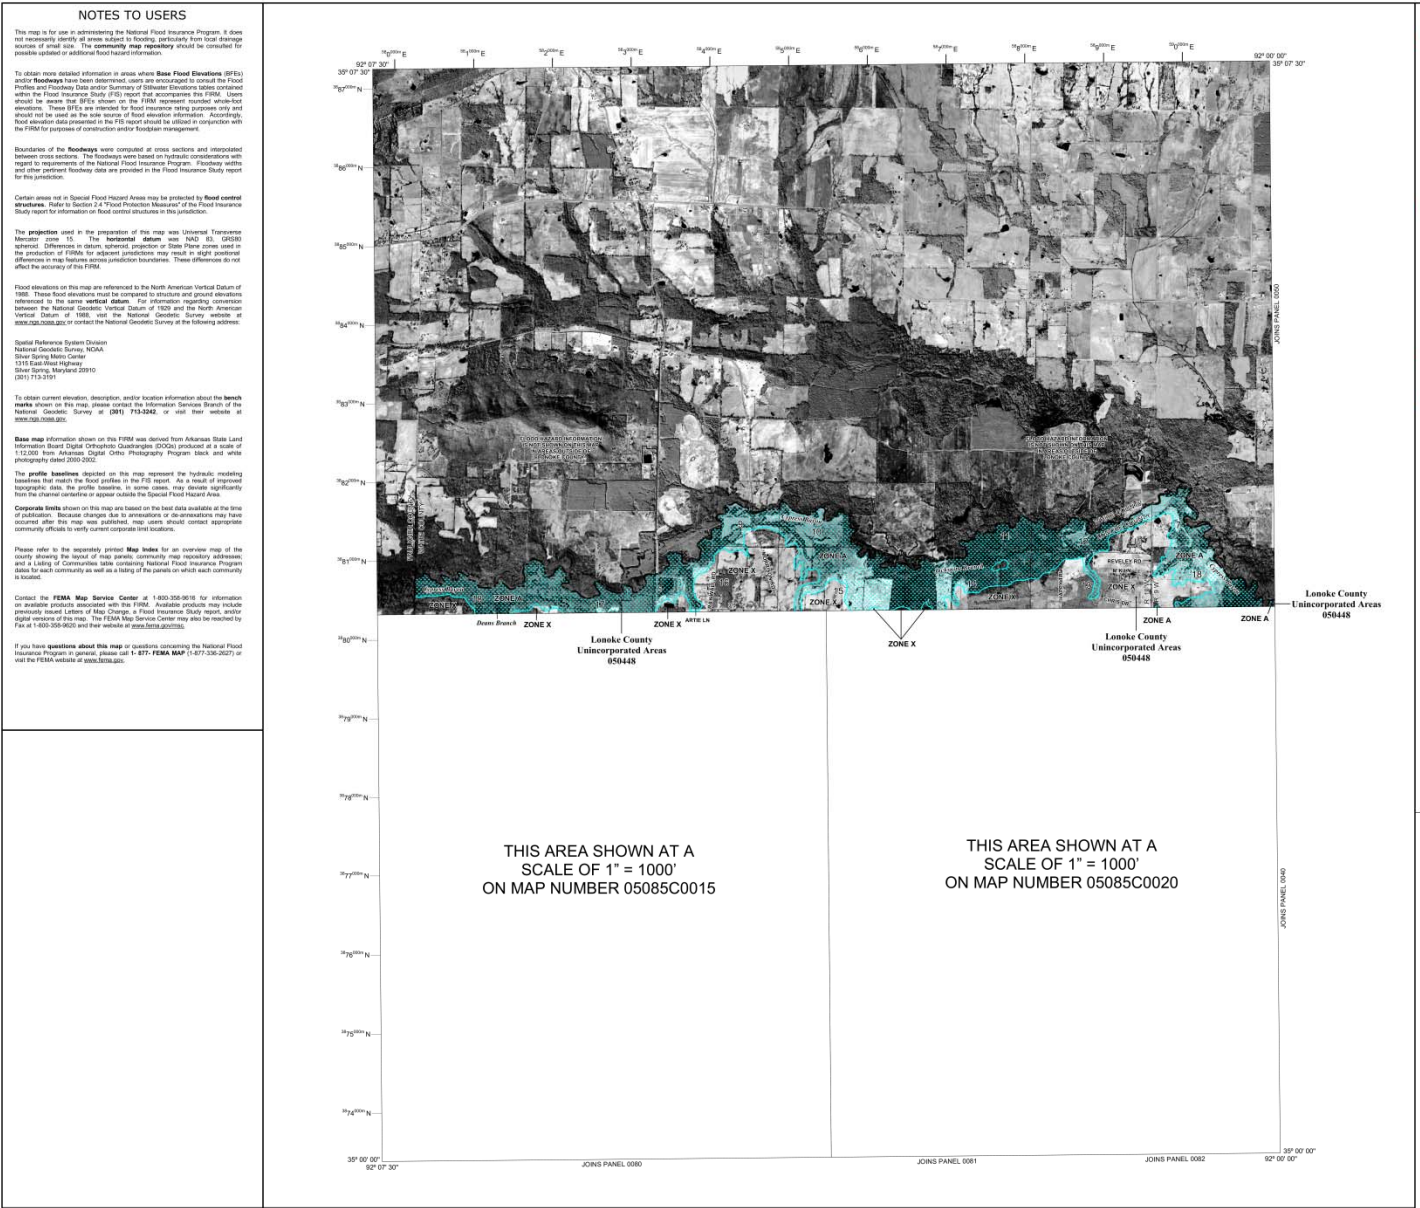 NOTES TO USERS
This map is for use in administering the National Flood Insurance Program. It does
not necessarily identify all areas subject to flooding, particularly from local drainage
sources of small size. The community map repository should be consulted for
possible updated or additional flood hazard information.
To obtain more detailed information in areas where Base Flood Elevations (BFEs)
and/or floodways have been determined, users are encouraged to consult the Flood
Profiles and Floodway Data and/or Summary of Stillwater Elevations tables contained
within the Flood Insurance Study (FIS) report that accompanies this FIRM. Users
should be aware that BFEs shown on the FIRM represent rounded whole-foot
elevations. These BFEs are intended for flood insurance rating purposes only and
should not be used as the sole source of flood elevation information. Accordingly,
flood elevation data presented in the FIS report should be utilized in conjunction with
the FIRM for purposes of construction and/or floodplain management.
Boundaries of the floodways were computed at cross sections and interpolated
between cross sections. The floodways were based on hydraulic considerations with
regard to requirements of the National Flood Insurance Program. Floodway widths
and other pertinent floodway data are provided in the Flood Insurance Study report
for this jurisdiction.
Certain areas not in Special Flood Hazard Areas may be protected by flood control
structures. Refer to Section 2.4 "Flood Protection Measures" of the Flood Insurance
Study report for information on flood control structures in this jurisdiction.
The projection used in the preparation of this map was Universal Transverse
Mercator zone 15. The horizontal datum was NAD 83, GRS80
spheroid. Differences in datum, spheroid, projection or State Plane zones used in
the production of FIRMs for adjacent jurisdictions may result in slight positional
differences in map features across jurisdiction boundaries. These differences do not
affect the accuracy of this FIRM.
Flood elevations on this map are referenced to the North American Vertical Datum of
1988. These flood elevations must be compared to structure and ground elevations
referenced to the same vertical datum. For information regarding conversion
between the National Geodetic Vertical Datum of 1929 and the North American
Vertical Datum of 1988, visit the National Geodetic Survey website at
www.ngs.noaa.gov or contact the National Geodetic Survey at the following address:
Spatial Reference System Division
National Geodetic Survey, NOAA
Silver Spring Metro Center
1315 East-West Highway
Silver Spring, Maryland 20910
(301) 713-3191
To obtain current elevation, description, and/or location information about the bench
marks shown on this map, please contact the Information Services Branch of the
National Geodetic Survey at (301) 713-3242, or visit their website at
www.ngs.noaa.gov.
Base map information shown on this FIRM was derived from Arkansas State Land
Information Board Digital Orthophoto Quadrangles (DOQs) produced at a scale of
1:12,000 from Arkansas Digital Ortho Photography Program black and white
photography dated 2000-2002.
The profile baselines depicted on this map represent the hydraulic modeling
baselines that match the flood profiles in the FIS report. As a result of improved
topographic data, the profile baseline, in some cases, may deviate significantly
from the channel centerline or appear outside the Special Flood Hazard Area.
Corporate limits shown on this map are based on the best data available at the time
of publication. Because changes due to annexations or de-annexations may have
occurred after this map was published, map users should contact appropriate
community officials to verify current corporate limit locations.
Please refer to the separately printed Map Index for an overview map of the
county showing the layout of map panels; community map repository addresses;
and a Listing of Communities table containing National Flood Insurance Program
dates for each community as well as a listing of the panels on which each community
is located.
Contact the FEMA Map Service Center at 1-800-358-9616 for information
on available products associated with this FIRM. Available products may include
previously issued Letters of Map Change, a Flood Insurance Study report, and/or
digital versions of this map. The FEMA Map Service Center may also be reached by
Fax at 1-800-358-9620 and their website at www.fema.gov/msc.
If you have questions about this map or questions concerning the National Flood
Insurance Program in general, please call 1- 877- FEMA MAP (1-877-336-2627) or
visit the FEMA website at www.fema.gov.
92° 07' 30"
35° 07' 30"
92° 00' 00"
35° 07' 30"
JOINS PANEL 0050
FLOOD HAZARD INFORMATION
IS NOT SHOWN ON THIS MAP
IN AREAS OUTSIDE OF
LONOKE COUNTY
FLOOD HAZARD INFORMATION
IS NOT SHOWN ON THIS MAP
IN AREAS OUTSIDE OF
LONOKE COUNTY
ZONE A
ZONE A
REVELEY RD
ZONE X
ZONE X
18
16
15
14
ZONE X
ZONE A
ZONE X
ZONE X
Deans Branch
ZONE X
ZONE X
ARTIE LN
ZONE X
ZONE A
ZONE A
Lonoke County
Unincorporated Areas
050448
Lonoke County
Unincorporated Areas
050448
Lonoke County
Unincorporated Areas
050448
THIS AREA SHOWN AT A
SCALE OF 1" = 1000'
ON MAP NUMBER 05085C0015
THIS AREA SHOWN AT A
SCALE OF 1" = 1000'
ON MAP NUMBER 05085C0020
JOINS PANEL 0040
35° 00' 00"
92° 07' 30"
JOINS PANEL 0080
JOINS PANEL 0081
JOINS PANEL 0082
35° 00' 00"
92° 00' 00"